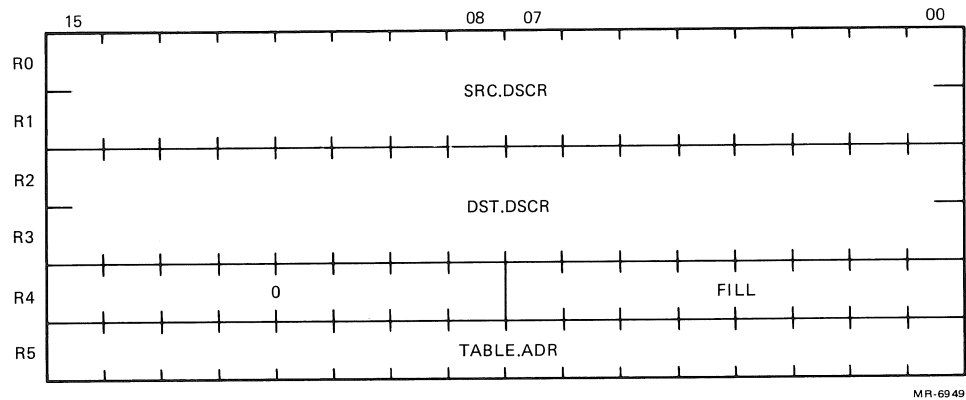 15 08 07 00
R0
SRC.DSCR
R1
R2
DST.DSCR
R3
R4 0 FILL
R5 TABLE.ADR
MR-6949